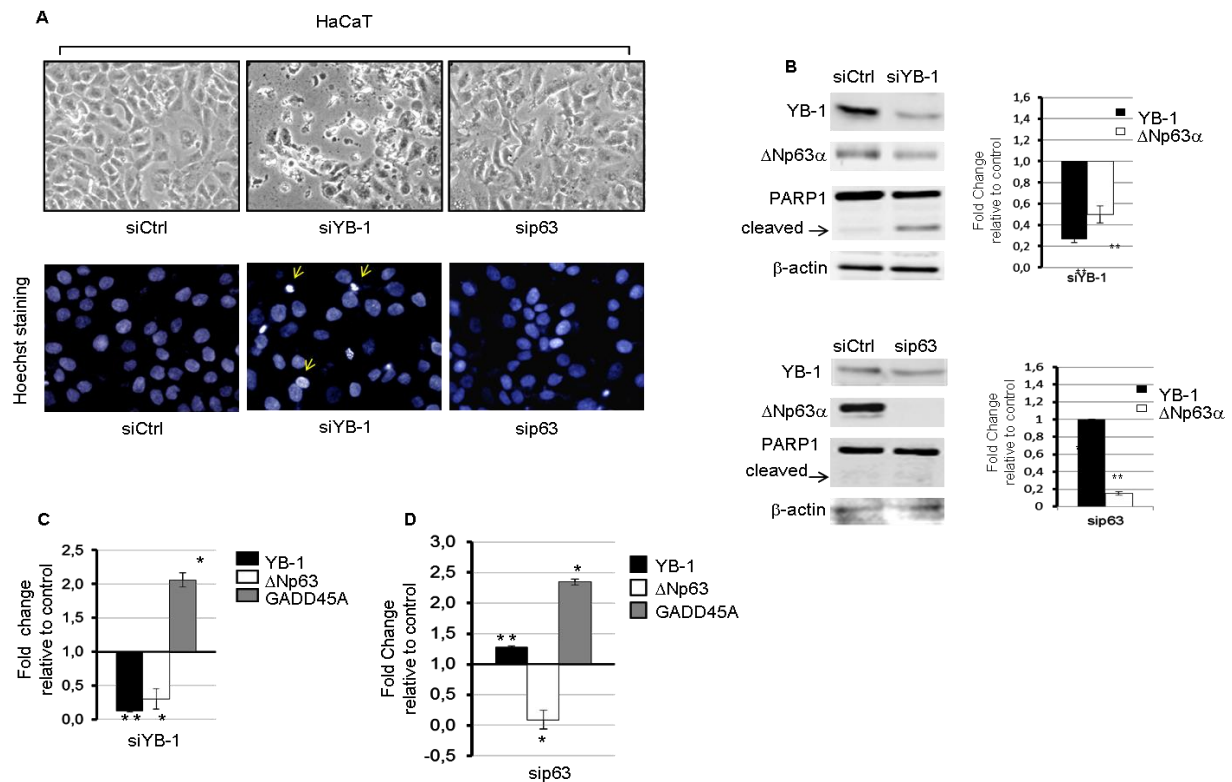 A
HaCaT
siCtrl siYB-1 sip63
Hoechst staining
siCtrl siYB-1 sip63
B
siCtrl siYB-1
YB-1
ΔNp63α
PARP1
cleaved
β-actin
Fold Change
relative to control
1,6
1,4
1,2
1,0
0,8
0,6
0,4
0,2
0,0
**
**
siYB-1
YB-1
ΔNp63α
siCtrl sip63
YB-1
ΔNp63α
PARP1
cleaved
β-actin
Fold Change
relative to control
1,6
1,4
1,2
1
0,8
0,6
0,4
0,2
0
**
sip63
YB-1
ΔNp63α
C
Fold change
relative to control
2,5
2,0
1,5
1,0
0,5
0,0
*
** *
siYB-1
YB-1
ΔNp63
GADD45A
D
Fold Change
relative to control
3,0
2,5
2,0
1,5
1,0
0,5
0,0
-0,5
*
**
*
sip63
YB-1
ΔNp63
GADD45A